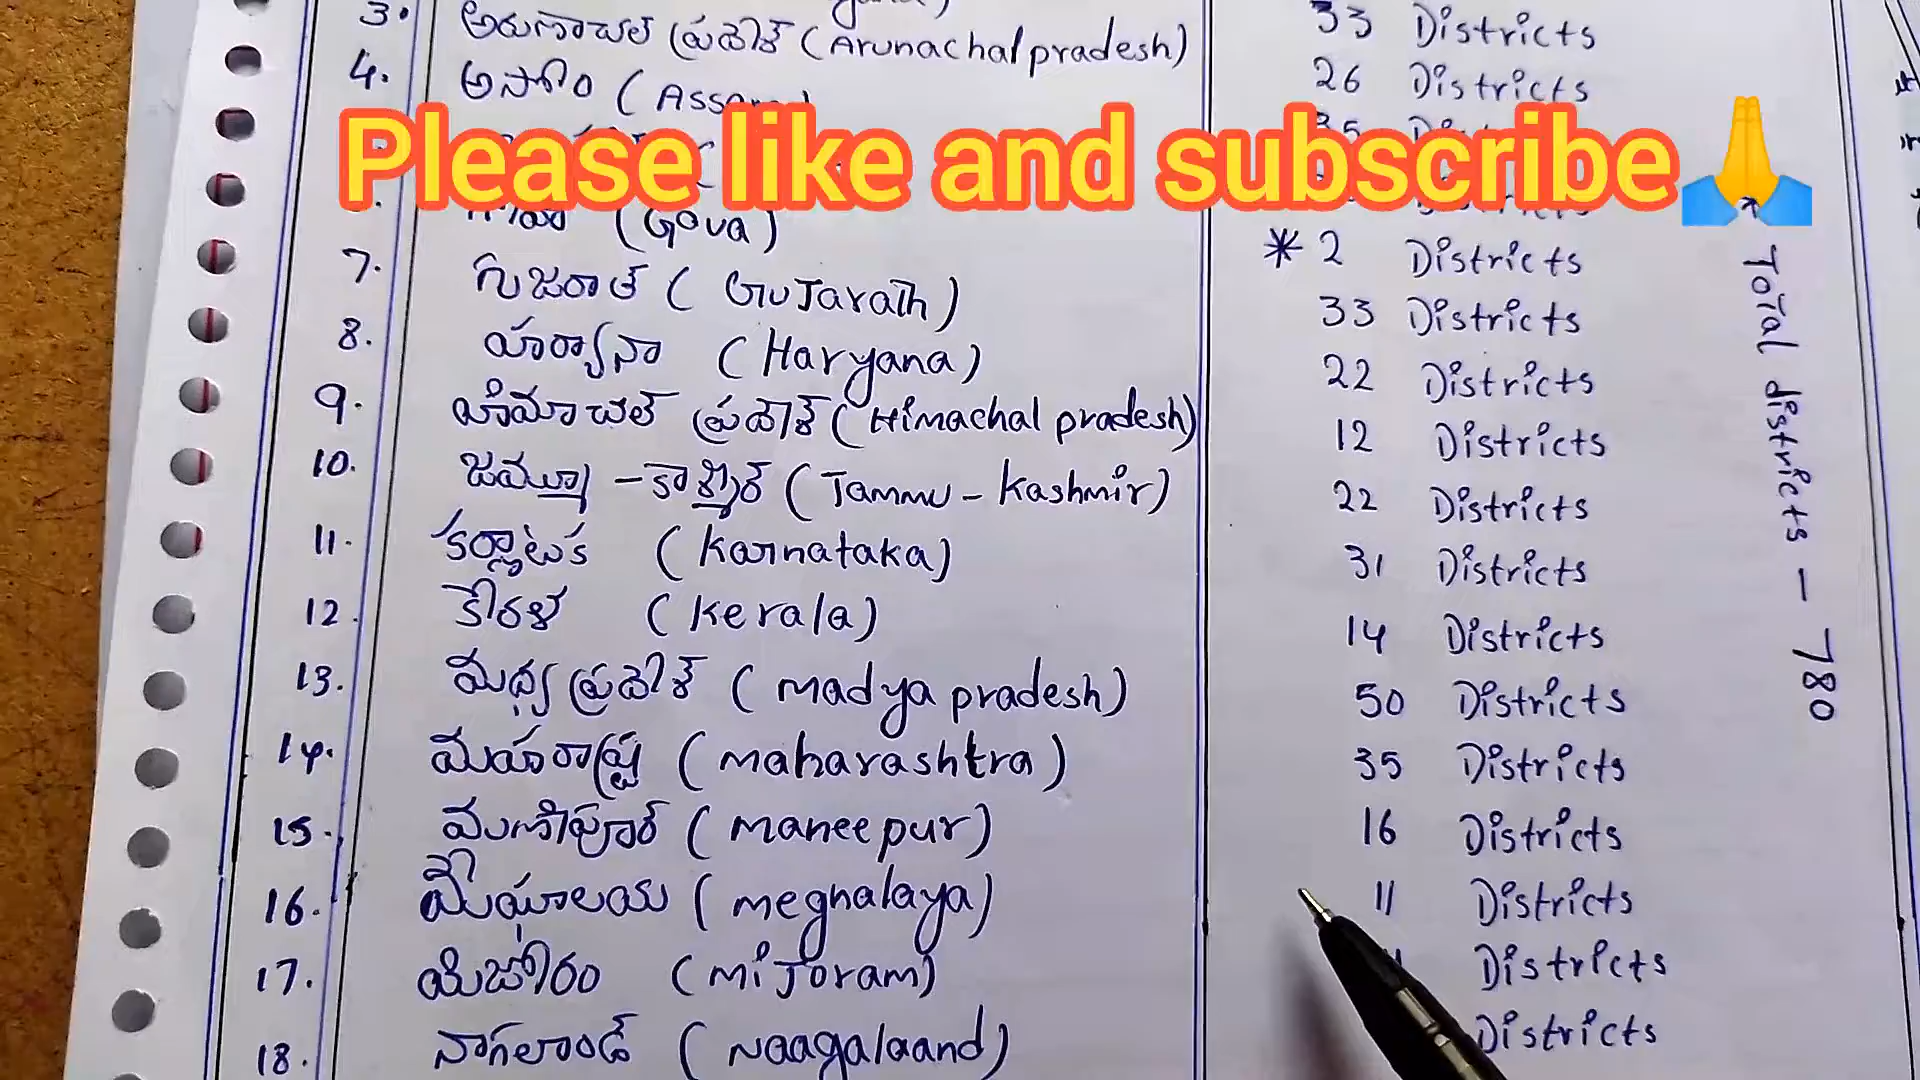 3. అరుణాచల్ ప్రదేశ్ (Arunachal pradesh) 33 Districts
4. అసోం (Assam) 26 Districts
Please like and subscribe🙏
గోవా (Gova) * 2 Districts
7. గుజరాత్ (GuJarath) 33 Districts
8. హర్యానా (Haryana) 22 Districts
9. హిమాచల్ ప్రదేశ్ (Himachal pradesh) 12 Districts
10. జమ్మూ - కాశ్మీర్ (Jammu - Kashmir) 22 Districts
11. కర్ణాటక (Karnataka) 31 Districts
12. కేరళ (Kerala) 14 Districts
13. మధ్య ప్రదేశ్ (Madya pradesh) 50 Districts
14. మహారాష్ట్ర (maharashtra) 35 Districts
15. మణిపూర్ (maneepur) 16 Districts
16. మేఘాలయ (meghalaya) 11 Districts
17. మిజోరం (miJoram) Districts
18. నాగలాండ్ (Naagalaand) Districts
Total districts - 780